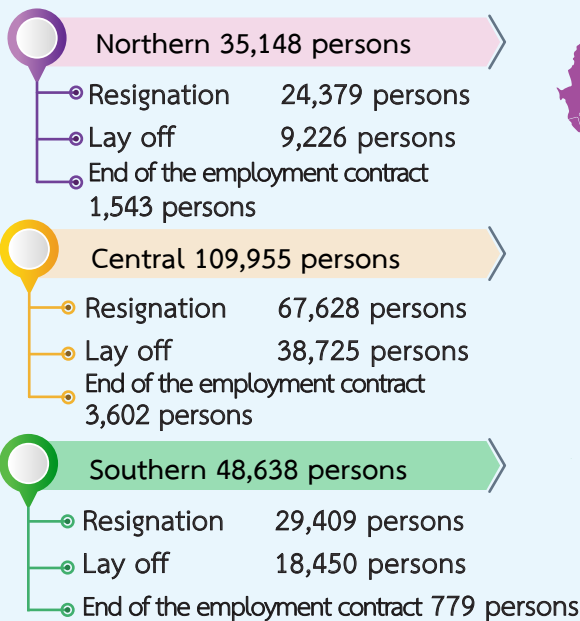 Northern 35,148 persons
Resignation 24,379 persons
Lay off 9,226 persons
End of the employment contract
1,543 persons
Central 109,955 persons
Resignation 67,628 persons
Lay off 38,725 persons
End of the employment contract
3,602 persons
Southern 48,638 persons
Resignation 29,409 persons
Lay off 18,450 persons
End of the employment contract 779 persons